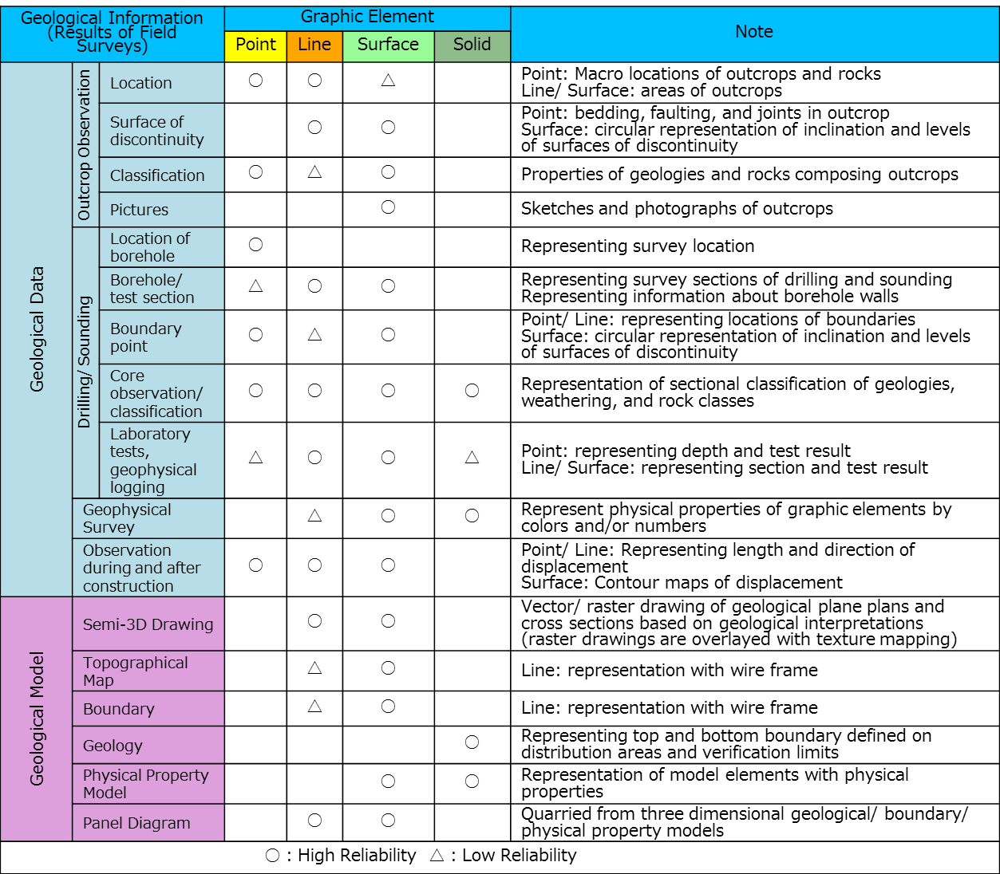 Geological Information
(Results of Field
Surveys)
Graphic Element
Note
Point
Line
Surface
Solid
Geological Data
Outcrop Observation
Location
○
○
△
Point: Macro locations of outcrops and rocks
Line/ Surface: areas of outcrops
Surface of
discontinuity
○
○
Point: bedding, faulting, and joints in outcrop
Surface: circular representation of inclination and levels
of surfaces of discontinuity
Classification
○
△
○
Properties of geologies and rocks composing outcrops
Pictures
○
Sketches and photographs of outcrops
Drilling/ Sounding
Location of
borehole
○
Representing survey location
Borehole/
test section
△
○
○
Representing survey sections of drilling and sounding
Representing information about borehole walls
Boundary
point
○
△
○
Point/ Line: representing locations of boundaries
Surface: circular representation of inclination and levels
of surfaces of discontinuity
Core
observation/
classification
○
○
○
○
Representation of sectional classification of geologies,
weathering, and rock classes
Laboratory
tests,
geophysical
logging
△
○
○
△
Point: representing depth and test result
Line/ Surface: representing section and test result
Geophysical
Survey
△
○
○
Represent physical properties of graphic elements by
colors and/or numbers
Observation
during and after
construction
○
○
○
Point/ Line: Representing length and direction of
displacement
Surface: Contour maps of displacement
Geological Model
Semi-3D Drawing
○
○
Vector/ raster drawing of geological plane plans and
cross sections based on geological interpretations
(raster drawings are overlayed with texture mapping)
Topographical
Map
△
○
Line: representation with wire frame
Boundary
△
○
Line: representation with wire frame
Geology
○
Representing top and bottom boundary defined on
distribution areas and verification limits
Physical Property
Model
○
○
Representation of model elements with physical
properties
Panel Diagram
○
○
Quarried from three dimensional geological/ boundary/
physical property models
○ : High Reliability △ : Low Reliability